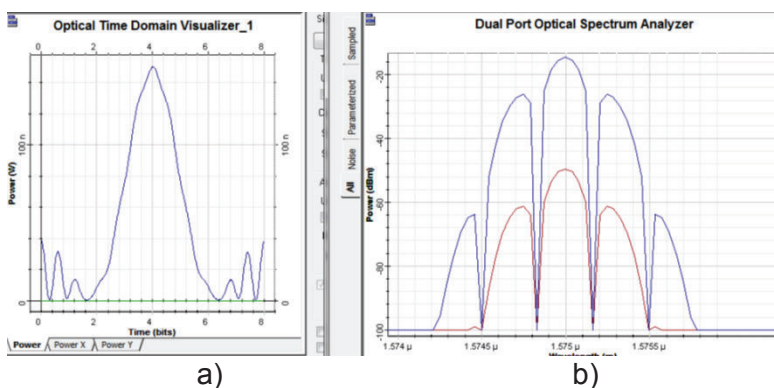 Optical Time Domain Visualizer_1
0 2 4 6 8
Power (W)
100 n
0
100 n
0
0 2 4 6 8
Time (bits)
Power Power X Power Y
a)
Dual Port Optical Spectrum Analyzer
Sampled
Parameterized
Noise
All
Power (dBm)
-20
-40
-60
-80
-100
1.574 µ 1.5745 µ 1.575 µ 1.5755 µ
Wavelength (m)
b)